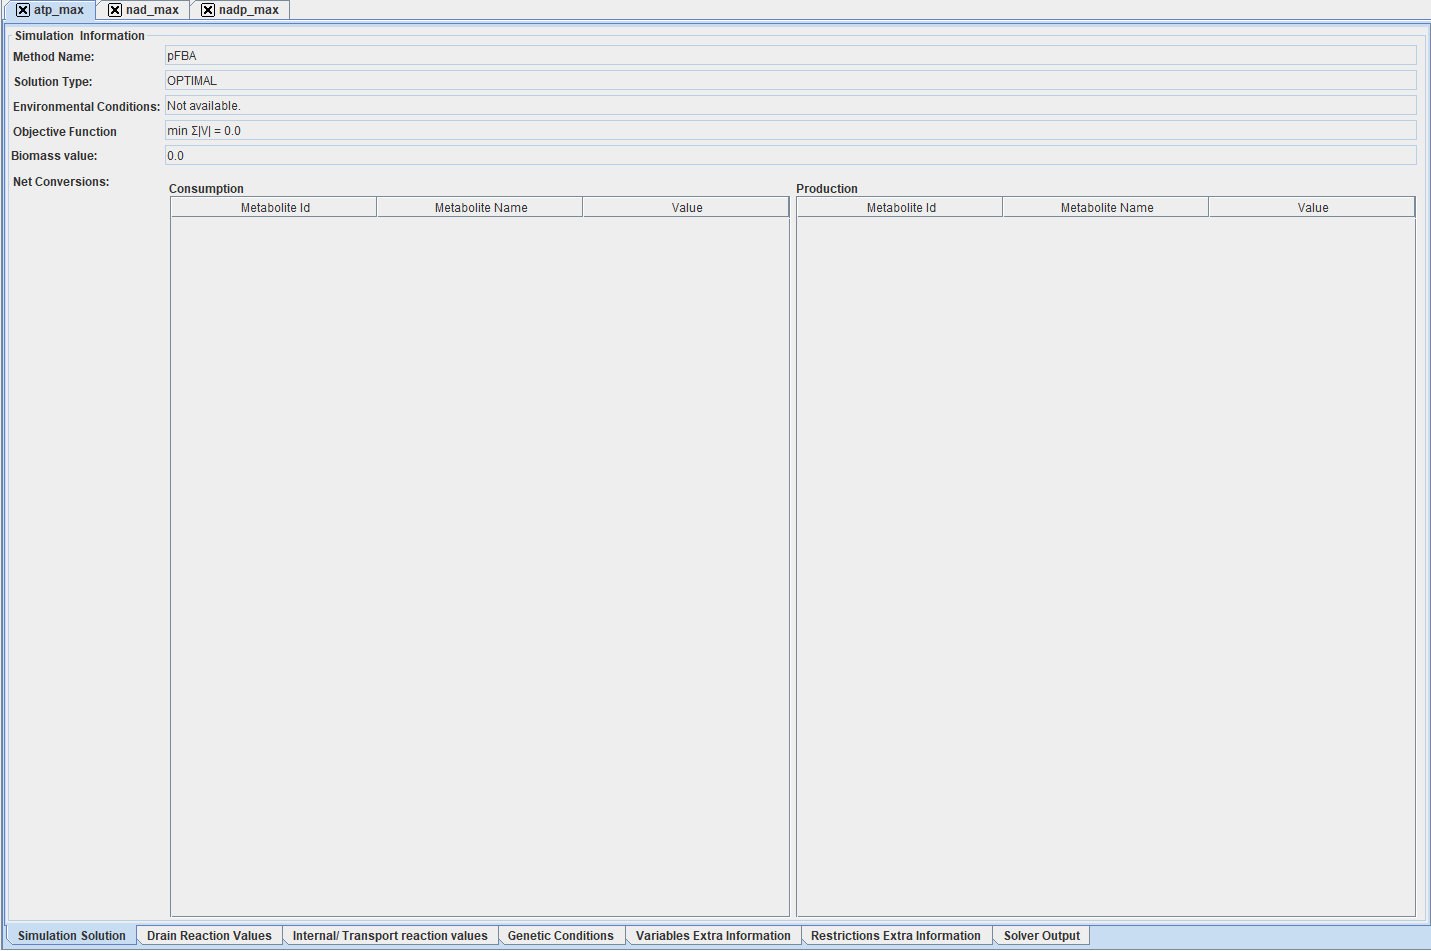 atp_max nad_max nadp_max
Simulation Information
Method Name: pFBA
Solution Type: OPTIMAL
Environmental Conditions: Not available.
Objective Function min Σ|V| = 0.0
Biomass value: 0.0
Net Conversions:
Consumption Production
Metabolite Id Metabolite Name Value Metabolite Id Metabolite Name Value
Simulation Solution Drain Reaction Values Internal/ Transport reaction values Genetic Conditions Variables Extra Information Restrictions Extra Information Solver Output